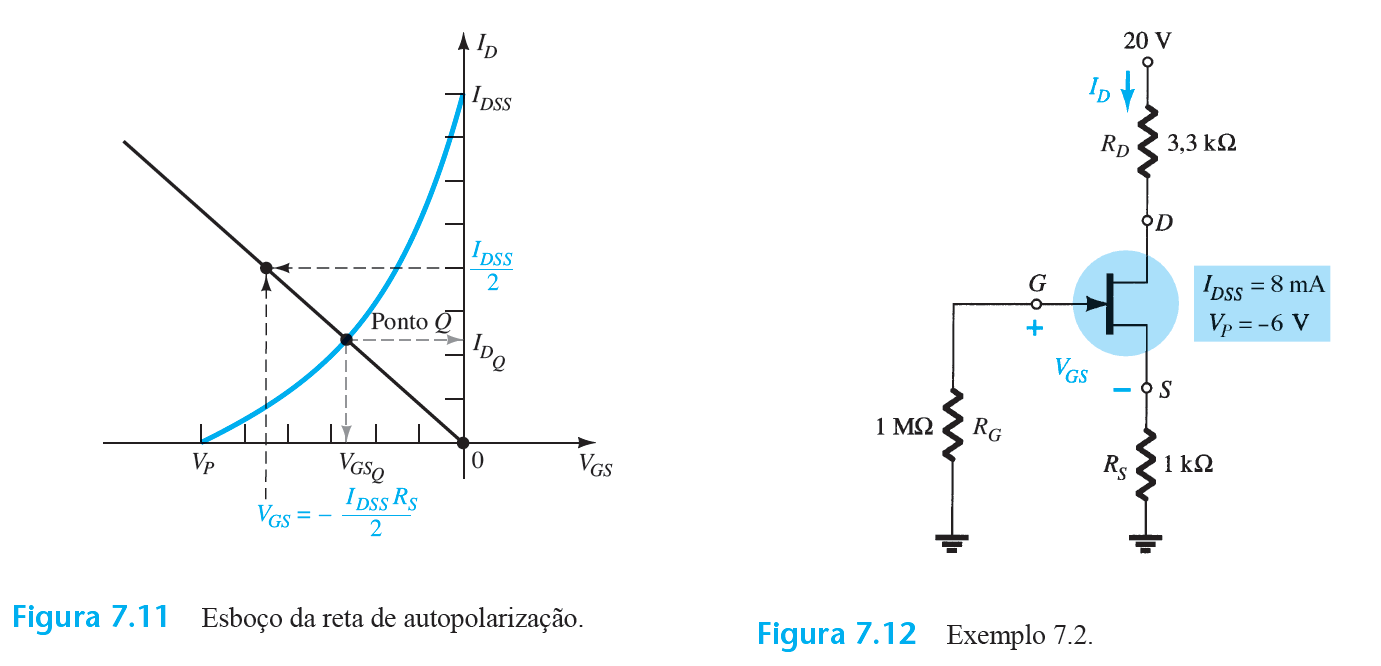 I_D
I_DSS
I_DSS
2
Ponto Q
I_DQ
V_P
V_GSQ
0
V_GS
V_GS = – I_DSS R_S
2
Figura 7.11 Esboço da reta de autopolarização.
20 V
I_D
R_D
3,3 kΩ
D
G
+
V_GS
–
S
I_DSS = 8 mA
V_P = –6 V
1 MΩ
R_G
R_S
1 kΩ
Figura 7.12 Exemplo 7.2.